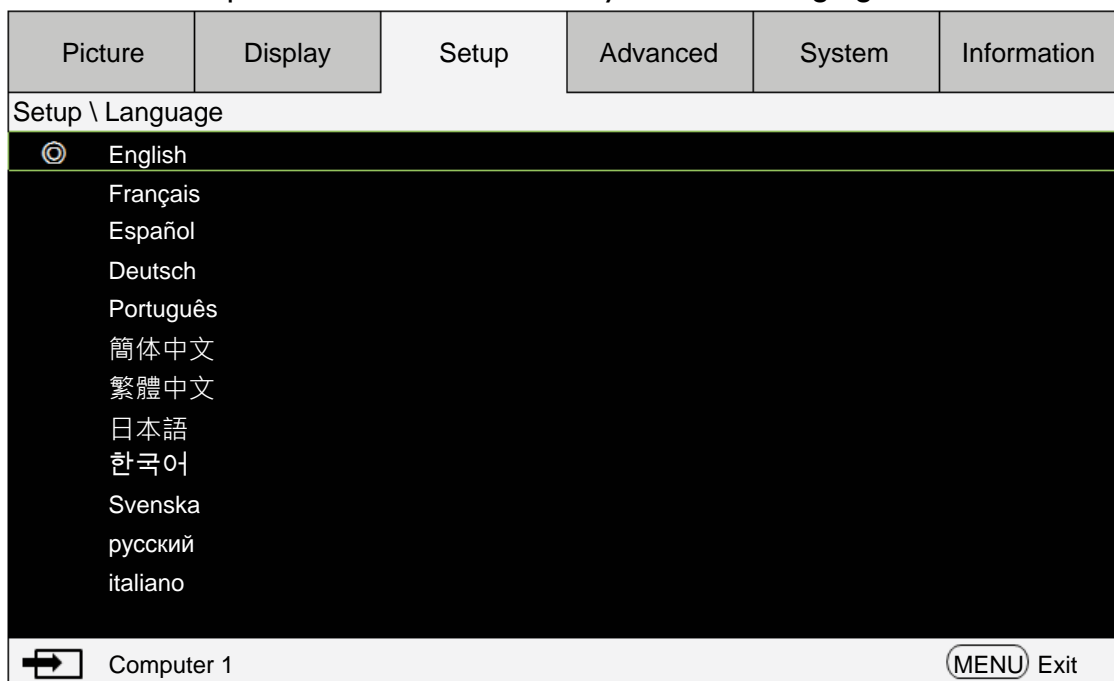 Picture Display Setup Advanced System Information
Setup \ Language
English
Français
Español
Deutsch
Português
簡体中文
繁體中文
日本語
한국어
Svenska
русский
italiano
Computer 1 MENU Exit